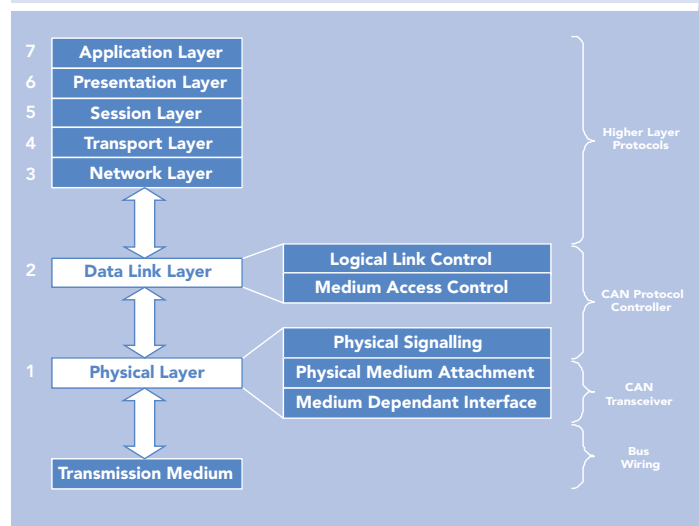 7 Application Layer
6 Presentation Layer
5 Session Layer
4 Transport Layer
3 Network Layer
Higher Layer
Protocols
2 Data Link Layer
Logical Link Control
Medium Access Control
CAN Protocol
Controller
1 Physical Layer
Physical Signalling
Physical Medium Attachment
Medium Dependant Interface
CAN
Transceiver
Bus
Wiring
Transmission Medium